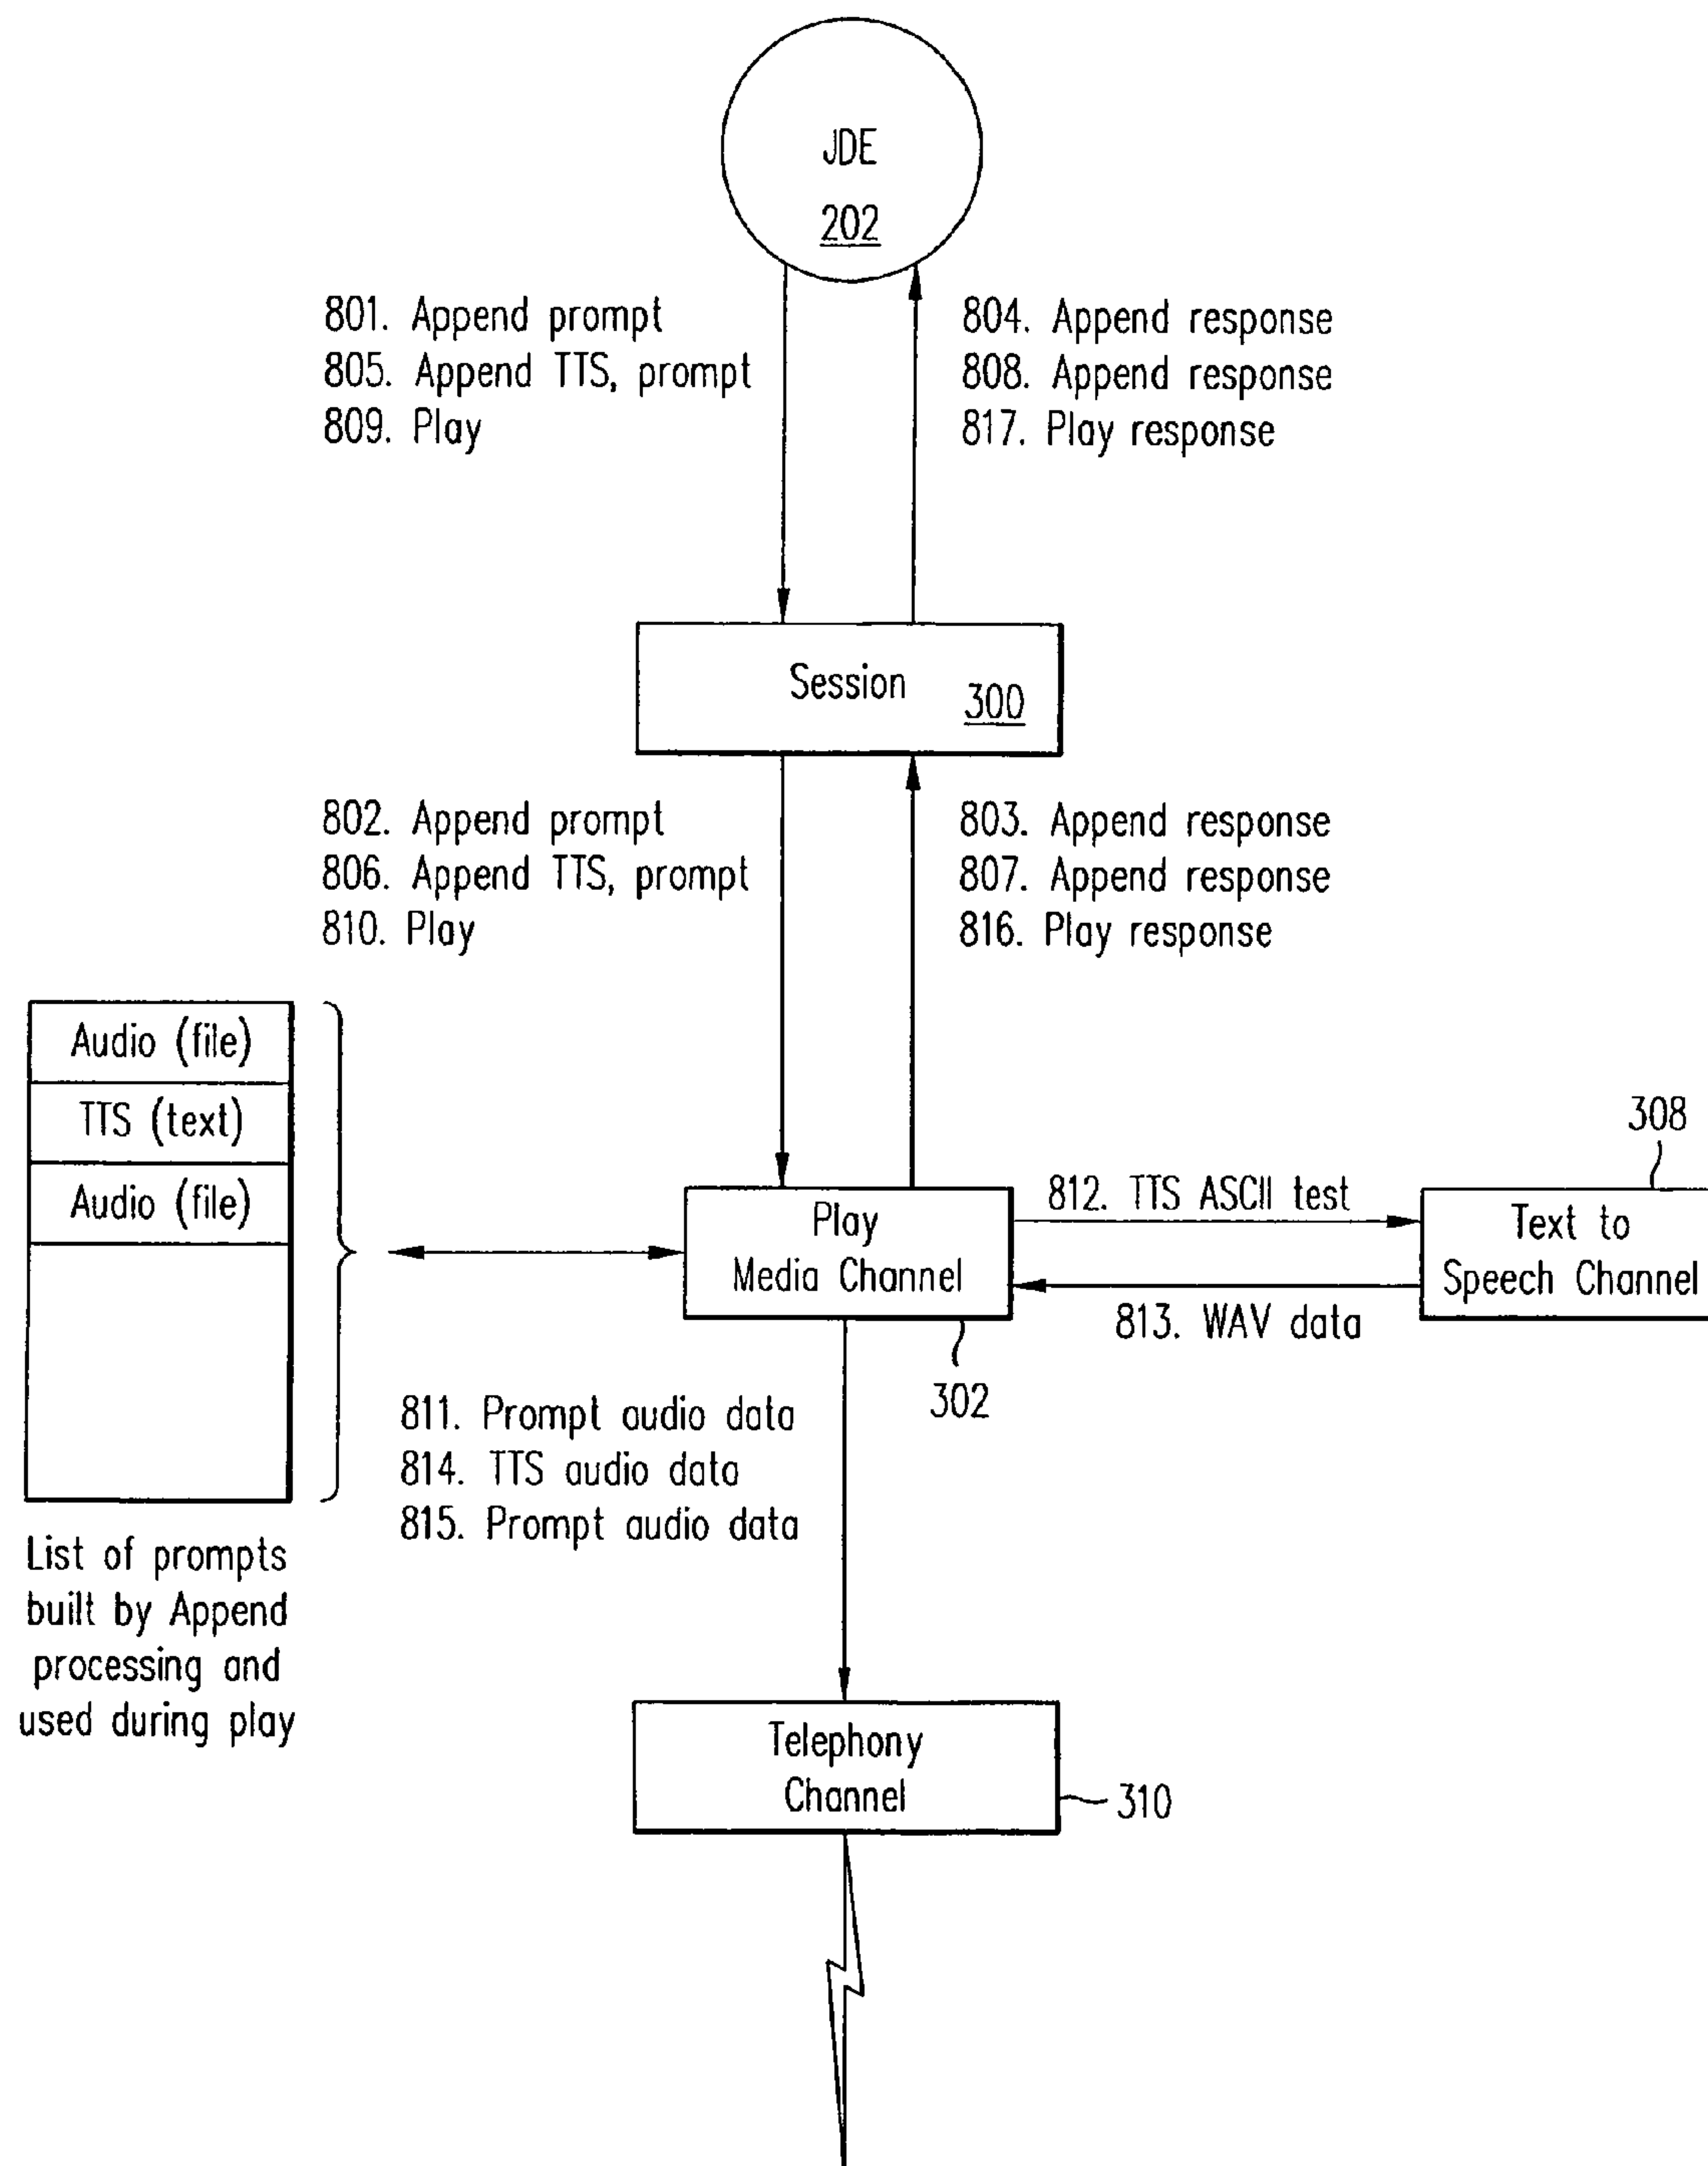 JDE
202
801. Append prompt
805. Append TTS, prompt
809. Play
804. Append response
808. Append response
817. Play response
Session
300
802. Append prompt
806. Append TTS, prompt
810. Play
803. Append response
807. Append response
816. Play response
Audio (file)
TTS (text)
Audio (file)
List of prompts
built by Append
processing and
used during play
Play
Media Channel
302
812. TTS ASCII test
813. WAV data
308
Text to
Speech Channel
811. Prompt audio data
814. TTS audio data
815. Prompt audio data
Telephony
Channel
310